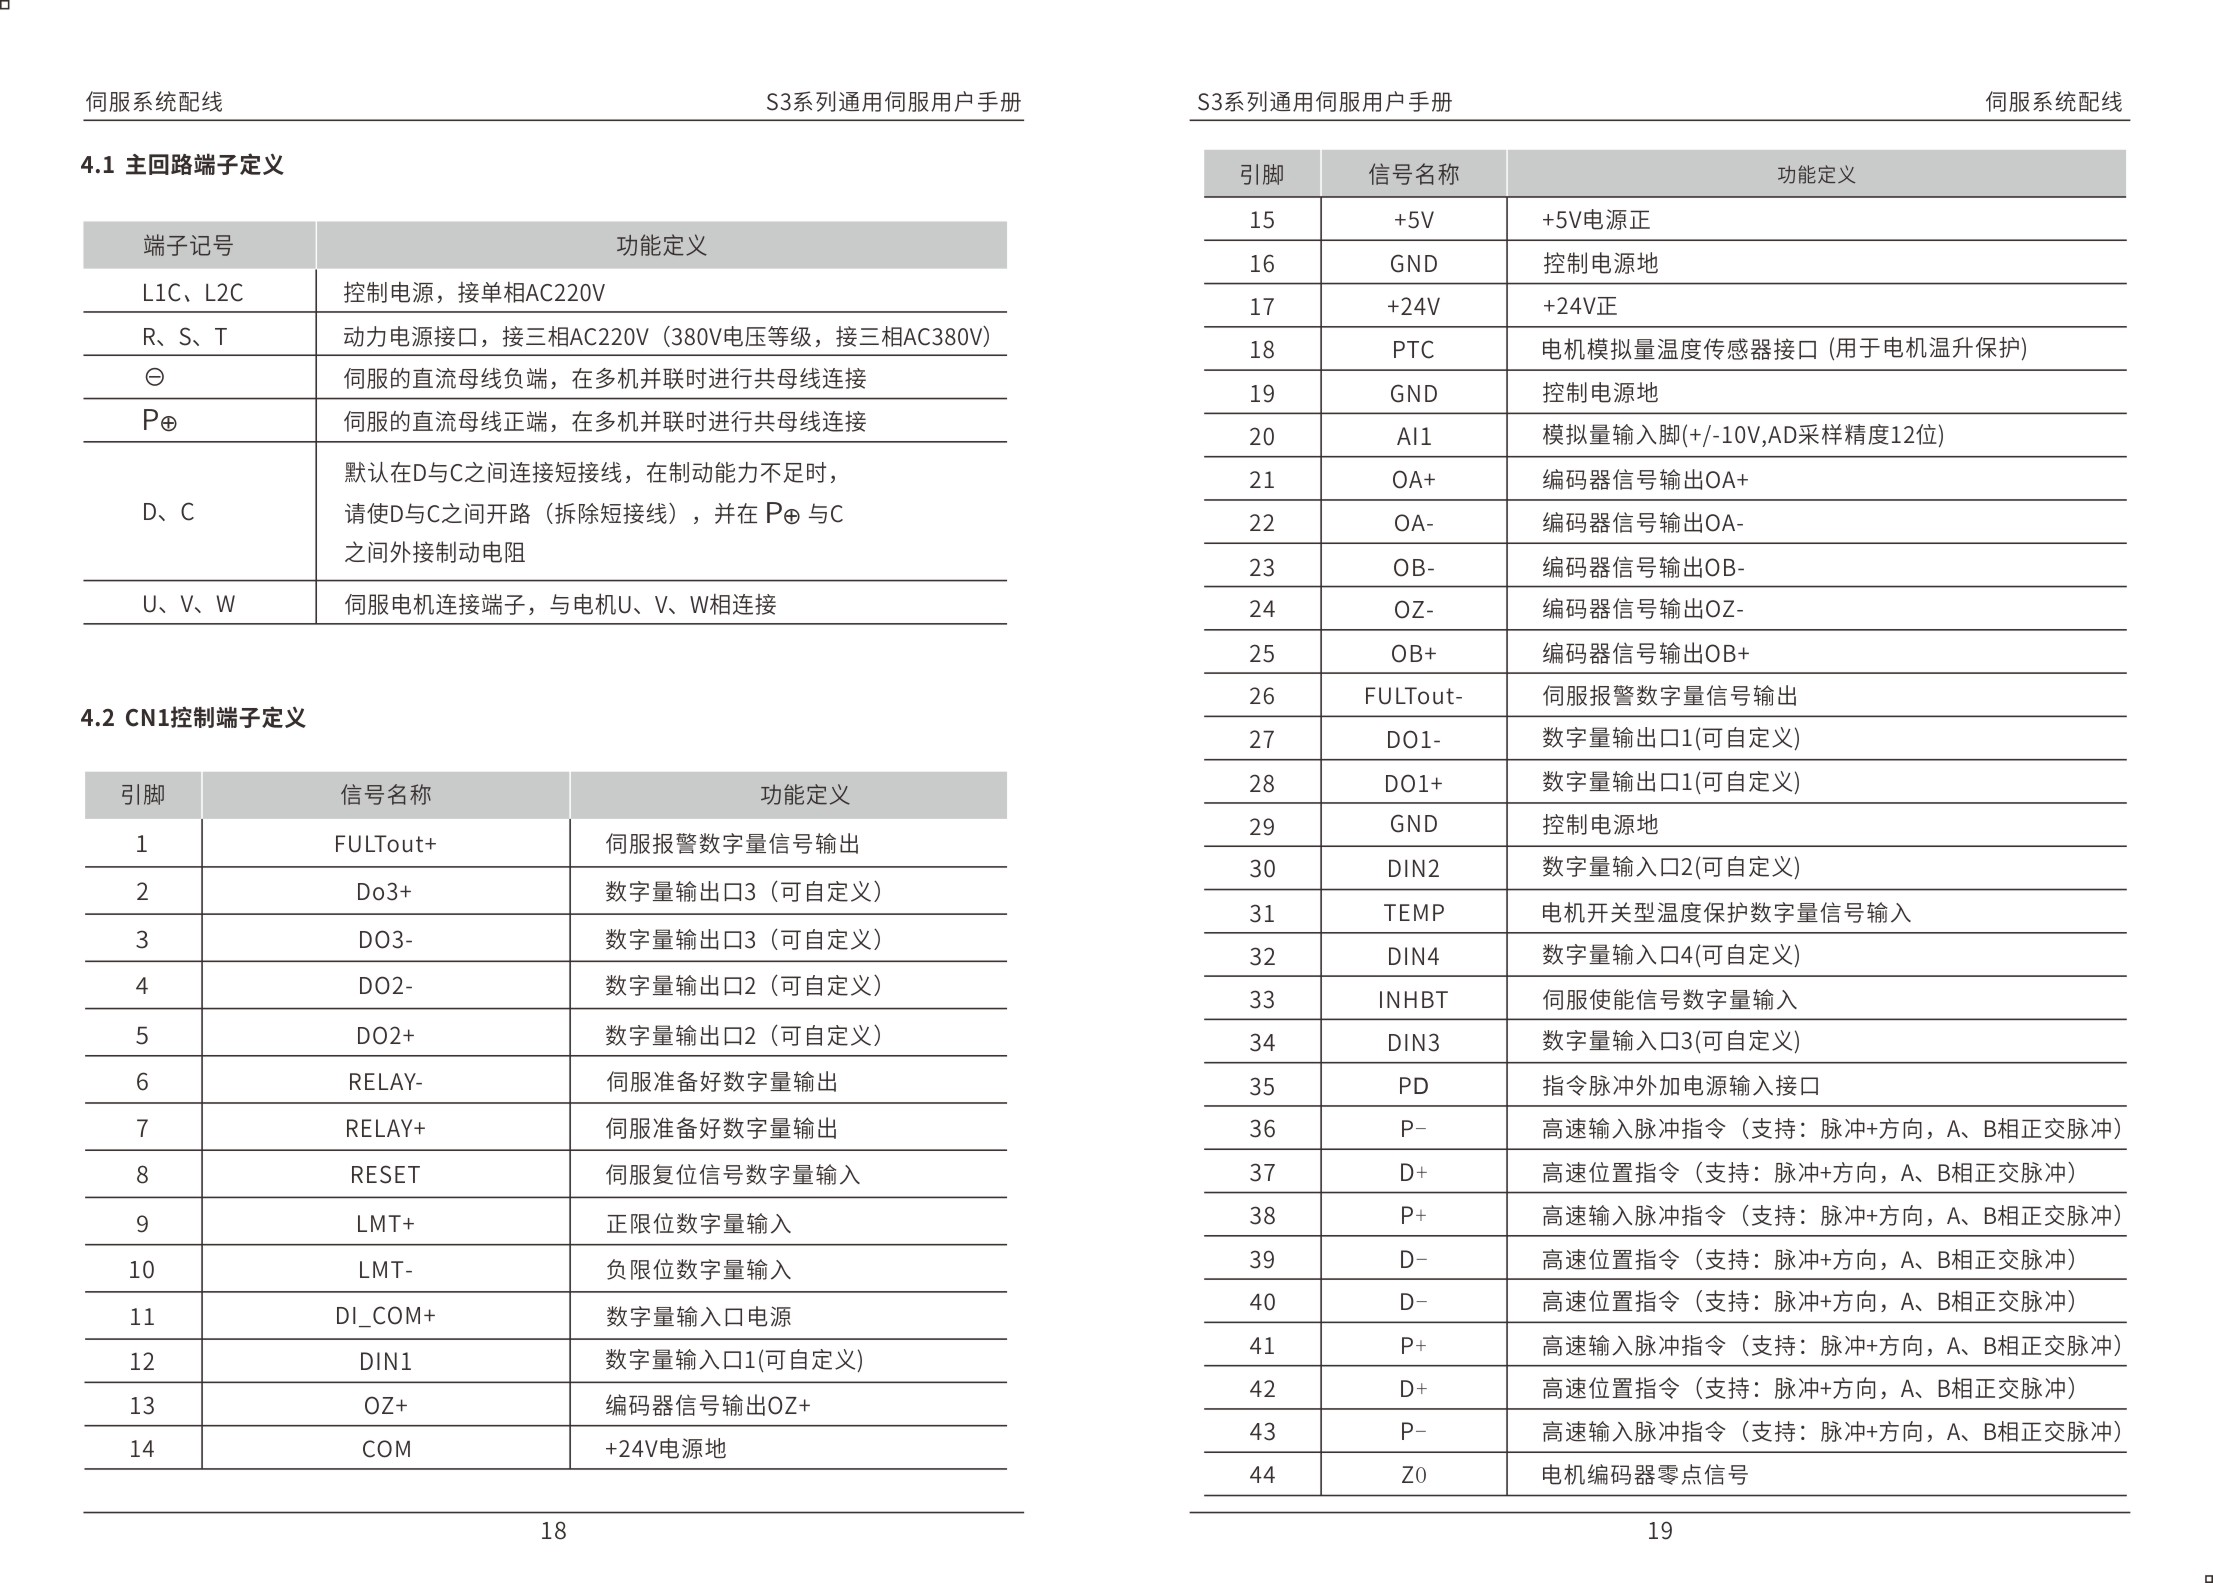 伺服系统配线 S3系列通用伺服用户手册
4.1 主回路端子定义
端子记号 功能定义
L1C、L2C 控制电源，接单相AC220V
R、S、T 动力电源接口，接三相AC220V（380V电压等级，接三相AC380V）
⊖ 伺服的直流母线负端，在多机并联时进行共母线连接
P⊕ 伺服的直流母线正端，在多机并联时进行共母线连接
D、C 默认在D与C之间连接短接线，在制动能力不足时，
请使D与C之间开路（拆除短接线），并在 P⊕ 与C
之间外接制动电阻
U、V、W 伺服电机连接端子，与电机U、V、W相连接
4.2 CN1控制端子定义
引脚 信号名称 功能定义
1 FULTout+ 伺服报警数字量信号输出
2 Do3+ 数字量输出口3（可自定义）
3 DO3- 数字量输出口3（可自定义）
4 DO2- 数字量输出口2（可自定义）
5 DO2+ 数字量输出口2（可自定义）
6 RELAY- 伺服准备好数字量输出
7 RELAY+ 伺服准备好数字量输出
8 RESET 伺服复位信号数字量输入
9 LMT+ 正限位数字量输入
10 LMT- 负限位数字量输入
11 DI_COM+ 数字量输入口电源
12 DIN1 数字量输入口1(可自定义)
13 OZ+ 编码器信号输出OZ+
14 COM +24V电源地
18
S3系列通用伺服用户手册 伺服系统配线
引脚 信号名称 功能定义
15 +5V +5V电源正
16 GND 控制电源地
17 +24V +24V正
18 PTC 电机模拟量温度传感器接口 (用于电机温升保护)
19 GND 控制电源地
20 AI1 模拟量输入脚(+/-10V,AD采样精度12位)
21 OA+ 编码器信号输出OA+
22 OA- 编码器信号输出OA-
23 OB- 编码器信号输出OB-
24 OZ- 编码器信号输出OZ-
25 OB+ 编码器信号输出OB+
26 FULTout- 伺服报警数字量信号输出
27 DO1- 数字量输出口1(可自定义)
28 DO1+ 数字量输出口1(可自定义)
29 GND 控制电源地
30 DIN2 数字量输入口2(可自定义)
31 TEMP 电机开关型温度保护数字量信号输入
32 DIN4 数字量输入口4(可自定义)
33 INHBT 伺服使能信号数字量输入
34 DIN3 数字量输入口3(可自定义)
35 PD 指令脉冲外加电源输入接口
36 P− 高速输入脉冲指令（支持：脉冲+方向，A、B相正交脉冲）
37 D+ 高速位置指令（支持：脉冲+方向，A、B相正交脉冲）
38 P+ 高速输入脉冲指令（支持：脉冲+方向，A、B相正交脉冲）
39 D− 高速位置指令（支持：脉冲+方向，A、B相正交脉冲）
40 D− 高速位置指令（支持：脉冲+方向，A、B相正交脉冲）
41 P+ 高速输入脉冲指令（支持：脉冲+方向，A、B相正交脉冲）
42 D+ 高速位置指令（支持：脉冲+方向，A、B相正交脉冲）
43 P− 高速输入脉冲指令（支持：脉冲+方向，A、B相正交脉冲）
44 Z0 电机编码器零点信号
19